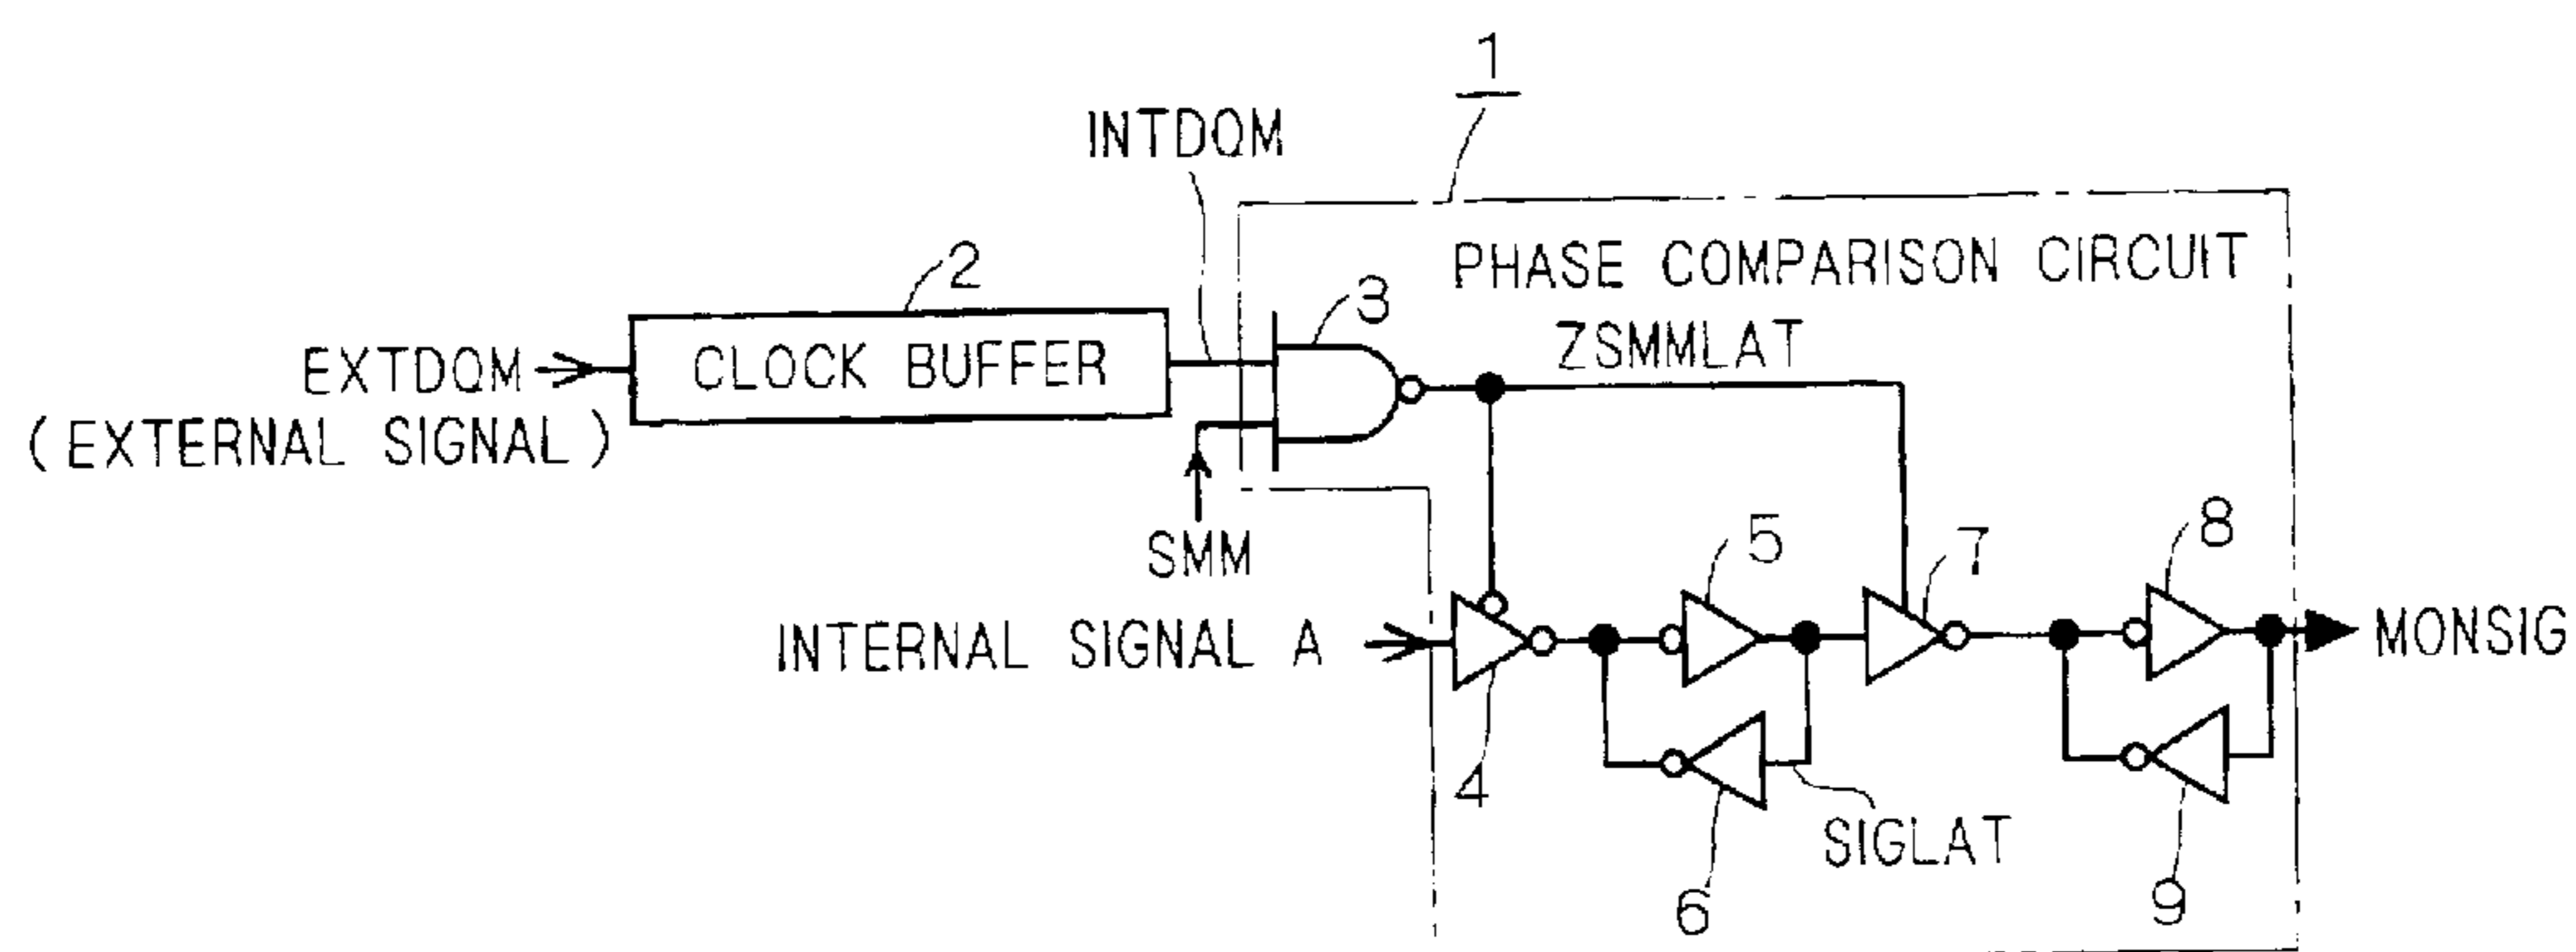 1
INTDQM
PHASE COMPARISON CIRCUIT
2
3
ZSMMLAT
EXTDQM
CLOCK BUFFER
(EXTERNAL SIGNAL)
SMM
5
7
8
INTERNAL SIGNAL A
MONSIG
4
6
SIGLAT
9